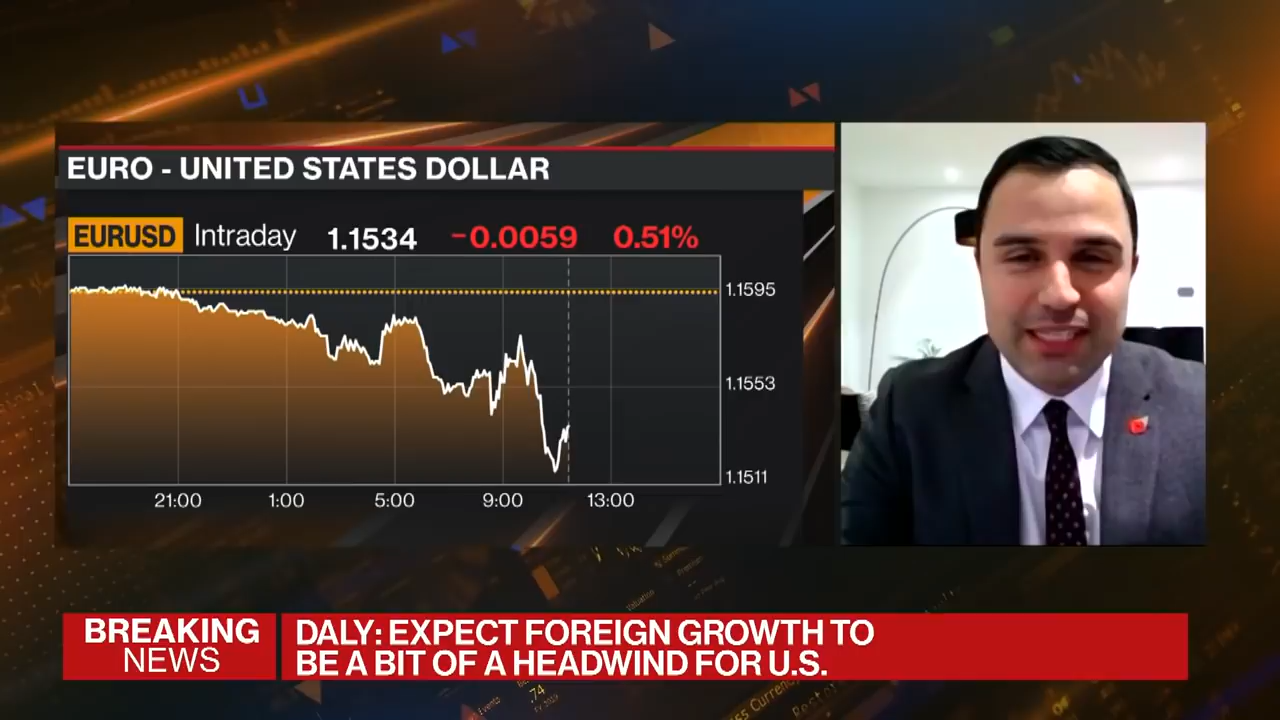 EURO - UNITED STATES DOLLAR
EURUSD Intraday 1.1534 -0.0059 0.51%
1.1595
1.1553
1.1511
21:00 1:00 5:00 9:00 13:00
BREAKING NEWS
DALY: EXPECT FOREIGN GROWTH TO
BE A BIT OF A HEADWIND FOR U.S.
Valuation
.74